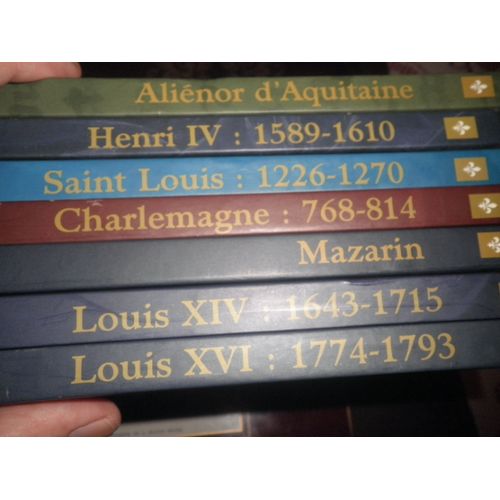 Aliénor d'Aquitaine
Henri IV : 1589-1610
Saint Louis : 1226-1270
Charlemagne : 768-814
Mazarin
Louis XIV : 1643-1715
Louis XVI : 1774-1793